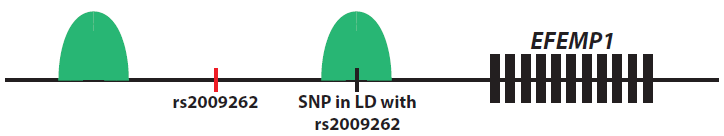 EFEMP1
rs2009262
SNP in LD with
rs2009262